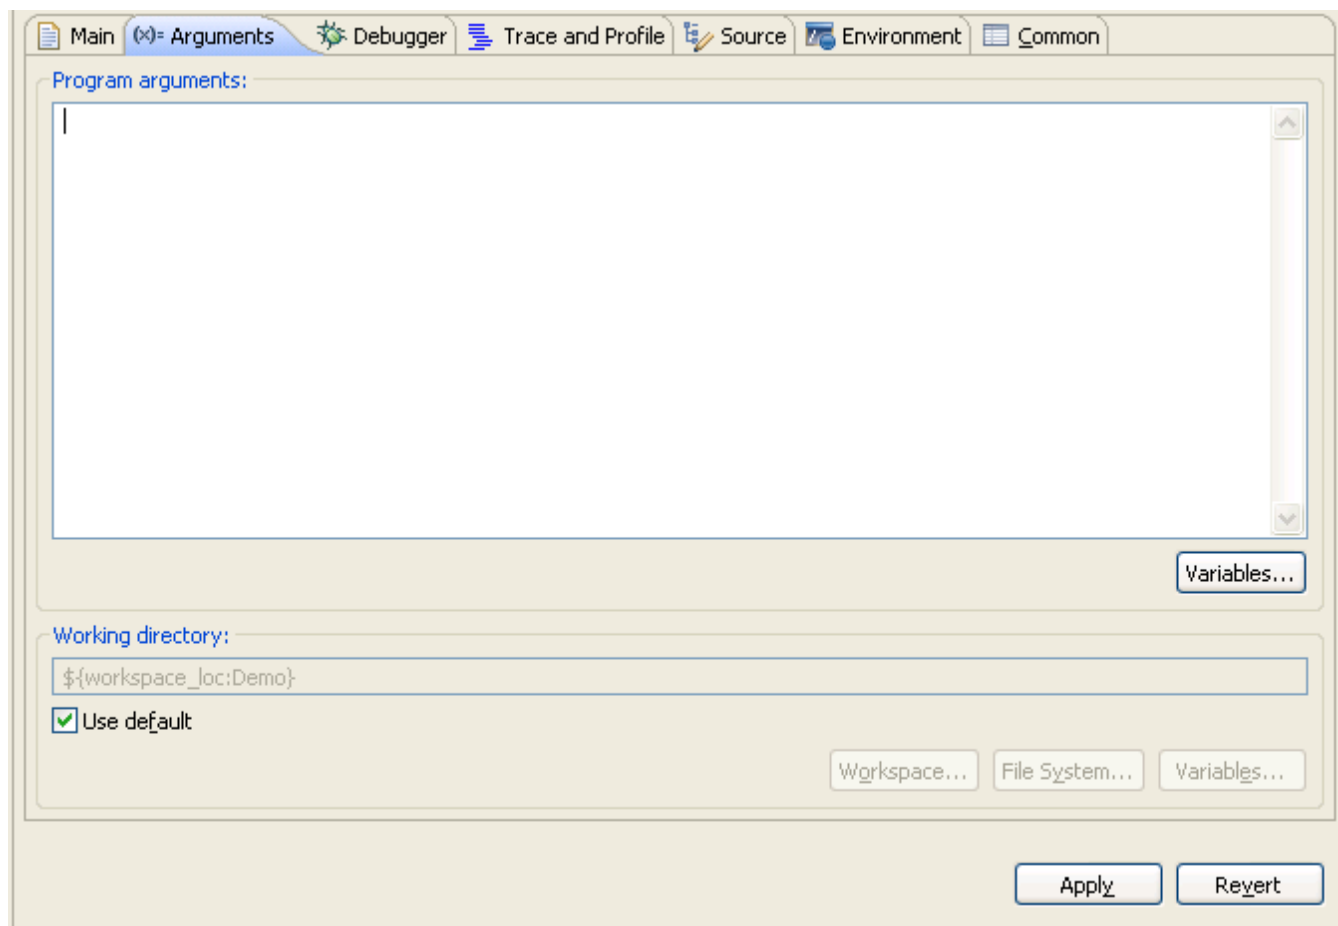 Main (x)= Arguments Debugger Trace and Profile Source Environment Common
Program arguments:
Variables...
Working directory:
${workspace_loc:Demo}
Use default
Workspace... File System... Variables...
Apply Revert